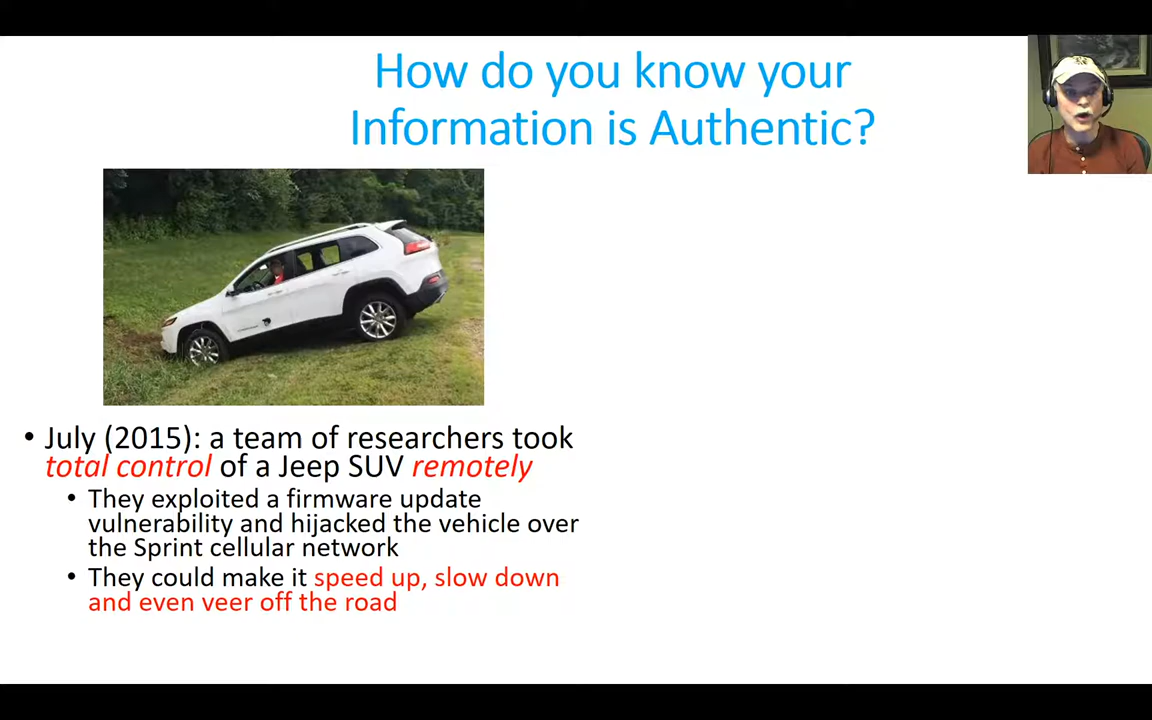 How do you know your
Information is Authentic?
• July (2015): a team of researchers took
total control of a Jeep SUV remotely
• They exploited a firmware update
vulnerability and hijacked the vehicle over
the Sprint cellular network
• They could make it speed up, slow down
and even veer off the road